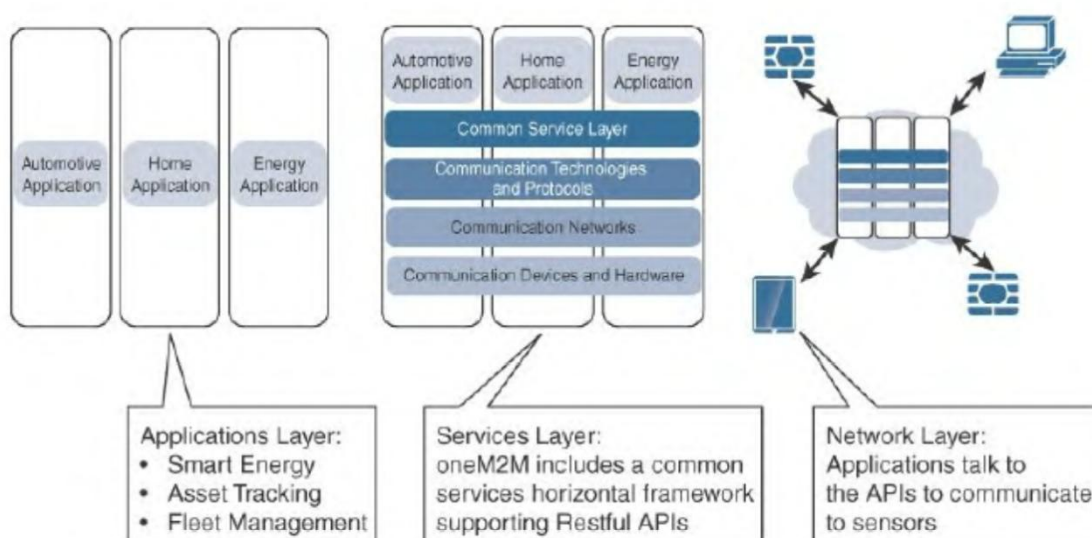 Automotive
Application
Home
Application
Energy
Application
Automotive
Application
Home
Application
Energy
Application
Common Service Layer
Communication Technologies
and Protocols
Communication Networks
Communication Devices and Hardware
Applications Layer:
• Smart Energy
• Asset Tracking
• Fleet Management
Services Layer:
oneM2M includes a common
services horizontal framework
supporting Restful APIs
Network Layer:
Applications talk to
the APIs to communicate
to sensors